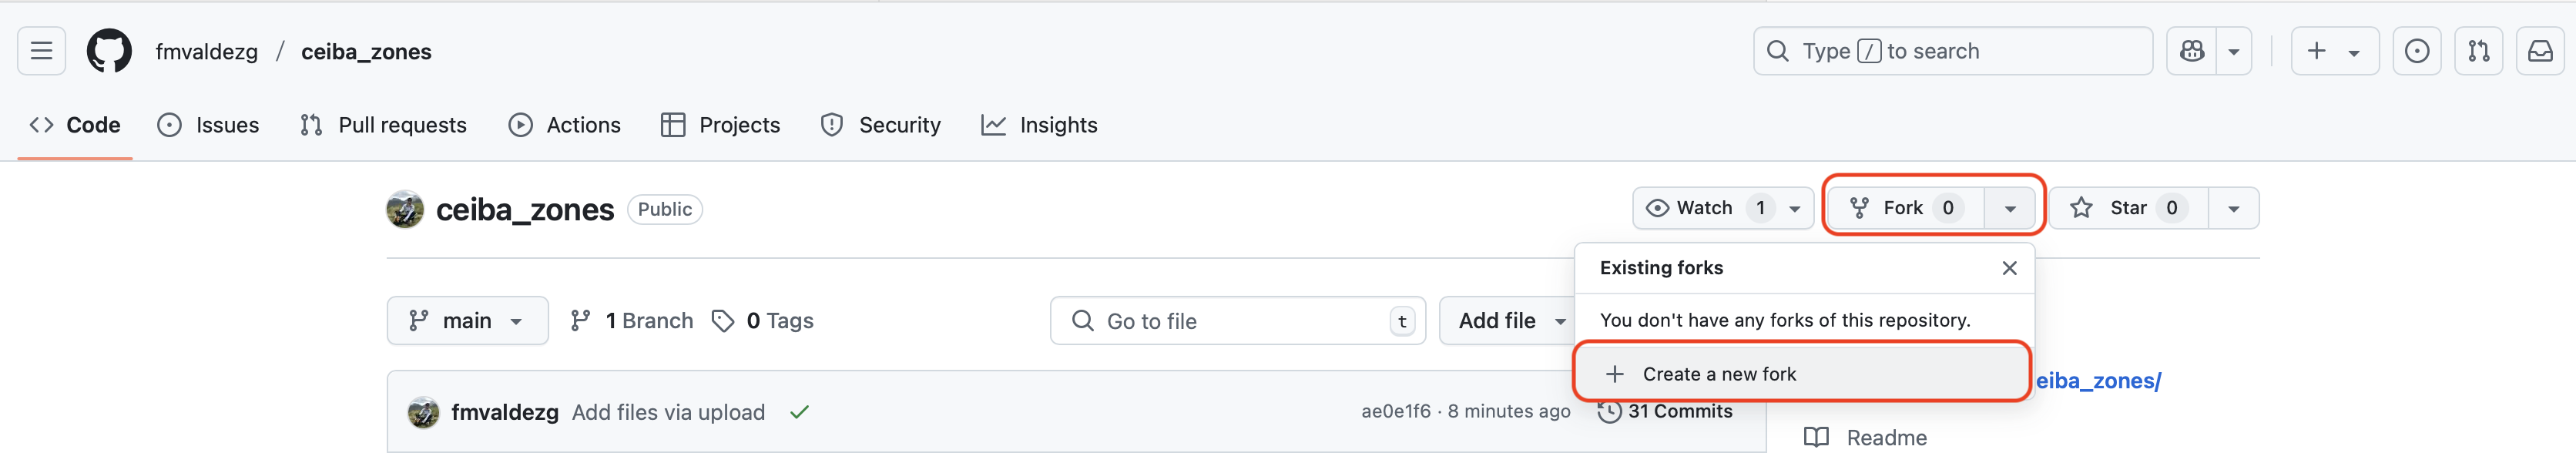 fmvaldezg / ceiba_zones
Type / to search
Code Issues Pull requests Actions Projects Security Insights
ceiba_zones Public
Watch 1 Fork 0 Star 0
Existing forks
main 1 Branch 0 Tags Go to file t Add file
You don't have any forks of this repository.
Create a new fork
eiba_zones/
fmvaldezg Add files via upload ae0e1f6 · 8 minutes ago 31 Commits
Readme